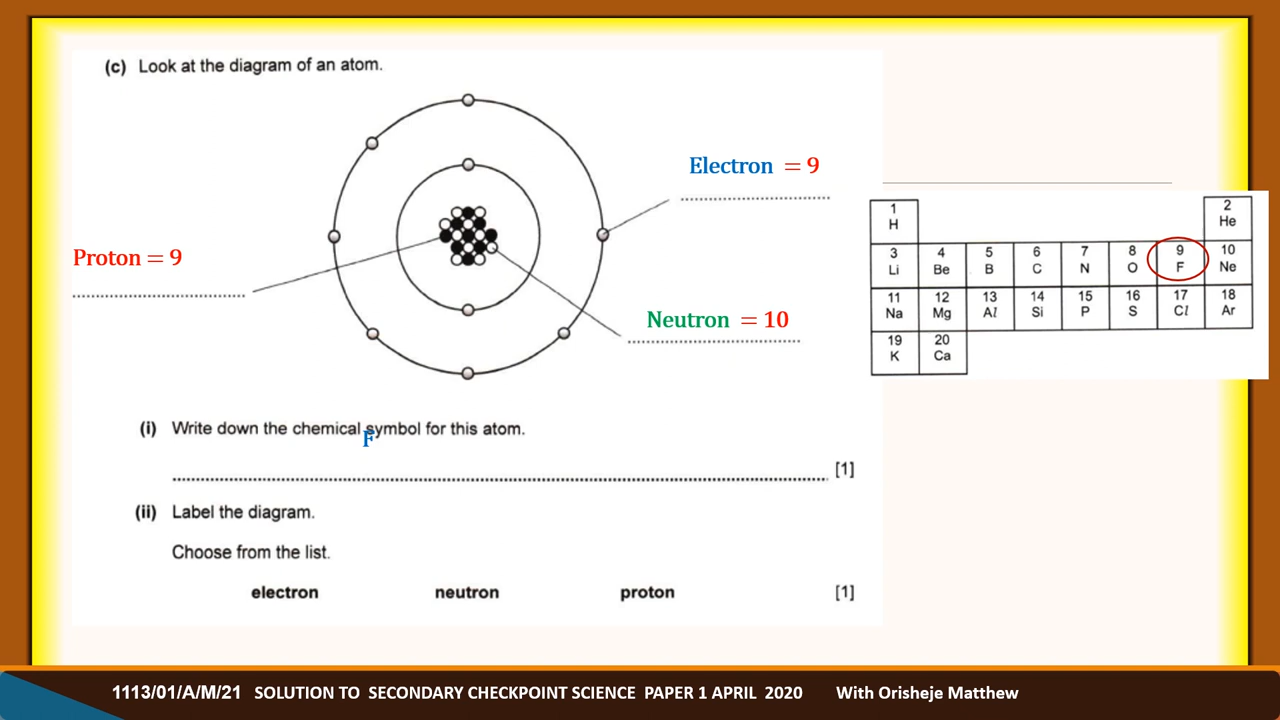 (c) Look at the diagram of an atom.
Electron = 9
Proton = 9
Neutron = 10
1 H
2 He
3 Li 4 Be 5 B 6 C 7 N 8 O 9 F 10 Ne
11 Na 12 Mg 13 Al 14 Si 15 P 16 S 17 Cl 18 Ar
19 K 20 Ca
(i) Write down the chemical symbol for this atom.
F
[1]
(ii) Label the diagram.
Choose from the list.
electron neutron proton [1]
1113/01/A/M/21 SOLUTION TO SECONDARY CHECKPOINT SCIENCE PAPER 1 APRIL 2020 With Orisheje Matthew